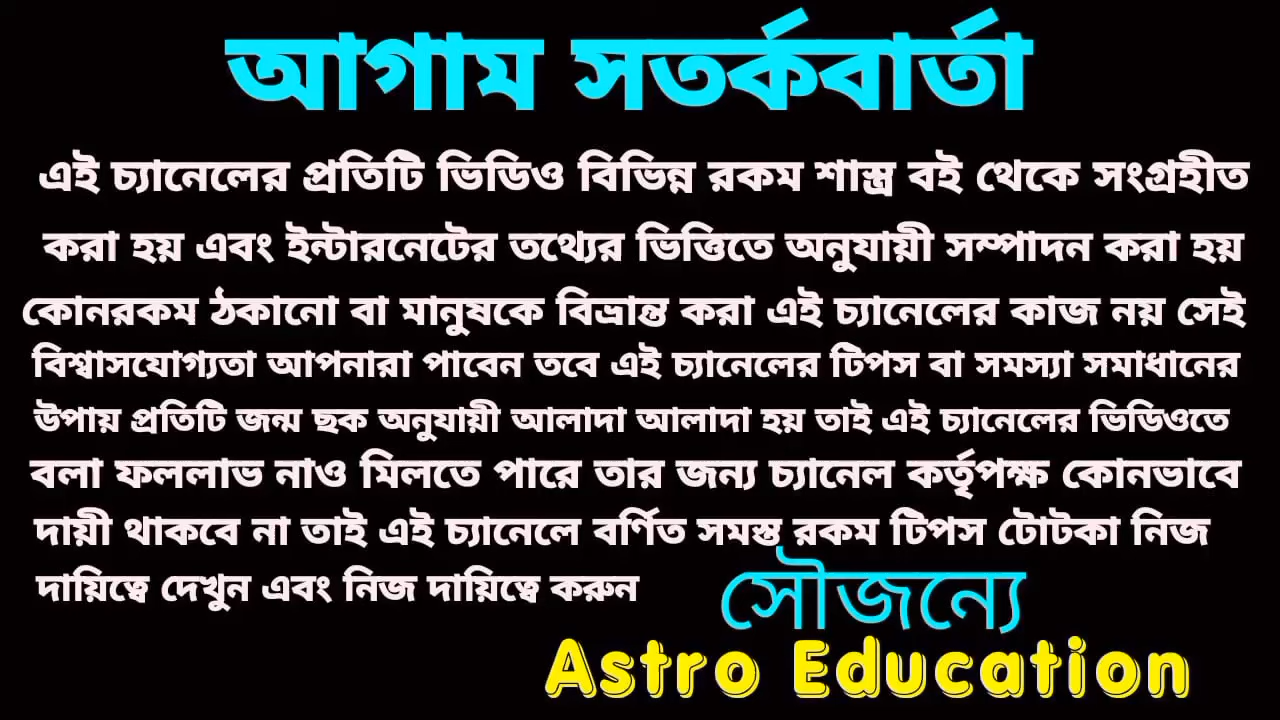 আগাম সতর্কবার্তা
এই চ্যানেলের প্রতিটি ভিডিও বিভিন্ন রকম শাস্ত্র বই থেকে সংগ্রহীত
করা হয় এবং ইন্টারনেটের তথ্যের ভিত্তিতে অনুযায়ী সম্পাদন করা হয়
কোনরকম ঠকানো বা মানুষকে বিভ্রান্ত করা এই চ্যানেলের কাজ নয় সেই
বিশ্বাসযোগ্যতা আপনারা পাবেন তবে এই চ্যানেলের টিপস বা সমস্যা সমাধানের
উপায় প্রতিটি জন্ম ছক অনুযায়ী আলাদা আলাদা হয় তাই এই চ্যানেলের ভিডিওতে
বলা ফললাভ নাও মিলতে পারে তার জন্য চ্যানেল কর্তৃপক্ষ কোনভাবে
দায়ী থাকবে না তাই এই চ্যানেলে বর্ণিত সমস্ত রকম টিপস টোটকা নিজ
দায়িত্বে দেখুন এবং নিজ দায়িত্বে করুন
সৌজন্যে
Astro Education